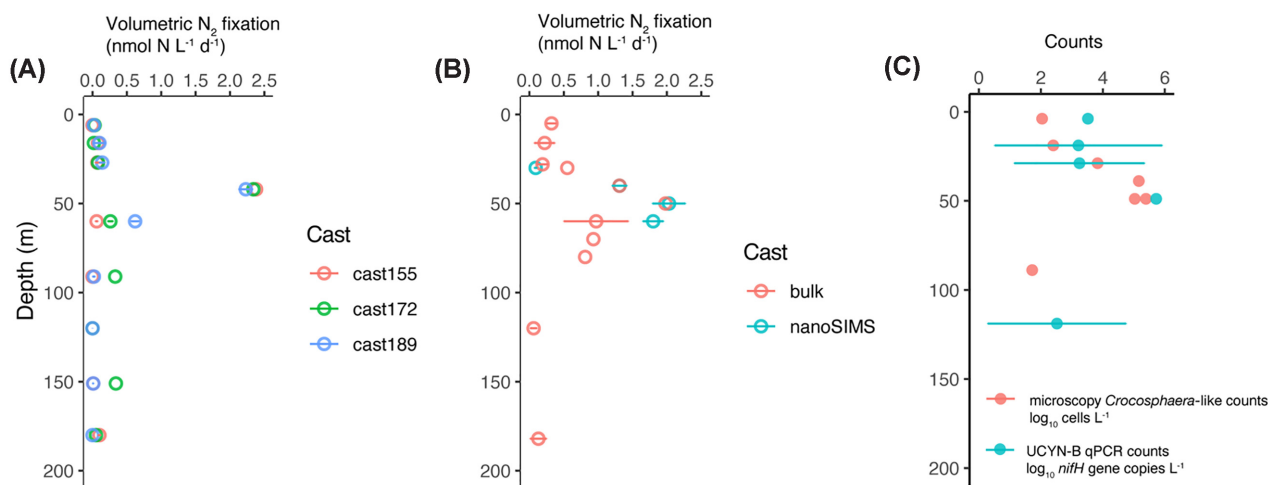 (A)
Volumetric N₂ fixation
(nmol N L⁻¹ d⁻¹)
0.0 0.5 1.0 1.5 2.0 2.5
Depth (m)
0
50
100
150
200
Cast
cast155
cast172
cast189
(B)
Volumetric N₂ fixation
(nmol N L⁻¹ d⁻¹)
0.0 0.5 1.0 1.5 2.0 2.5
0
50
100
150
200
Cast
bulk
nanoSIMS
(C)
Counts
0 2 4 6
0
50
100
150
200
microscopy Crocosphaera-like counts
log₁₀ cells L⁻¹
UCYN-B qPCR counts
log₁₀ nifH gene copies L⁻¹